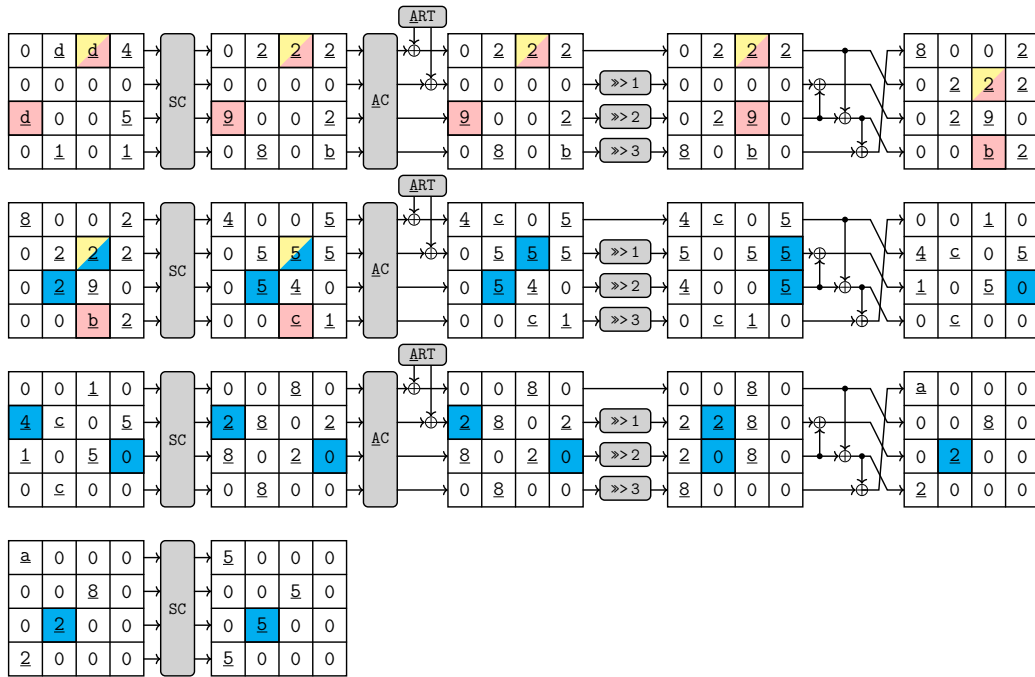 ART
0 d d 4 0 2 2 2 0 2 2 2 0 2 2 2 8 0 0 2
0 0 0 0 0 0 0 0 0 0 0 0 ⋙ 1 0 0 0 0 0 2 2 2
SC AC
d 0 0 5 9 0 0 2 9 0 0 2 ⋙ 2 0 2 9 0 0 2 9 0
0 1 0 1 0 8 0 b 0 8 0 b ⋙ 3 8 0 b 0 0 0 b 2
ART
8 0 0 2 4 0 0 5 4 c 0 5 4 c 0 5 0 0 1 0
0 2 2 2 0 5 5 5 0 5 5 5 ⋙ 1 5 0 5 5 4 c 0 5
SC AC
0 2 9 0 0 5 4 0 0 5 4 0 ⋙ 2 4 0 0 5 1 0 5 0
0 0 b 2 0 0 c 1 0 0 c 1 ⋙ 3 0 c 1 0 0 c 0 0
ART
0 0 1 0 0 0 8 0 0 0 8 0 0 0 8 0 a 0 0 0
4 c 0 5 2 8 0 2 2 8 0 2 ⋙ 1 2 2 8 0 0 0 8 0
SC AC
1 0 5 0 8 0 2 0 8 0 2 0 ⋙ 2 2 0 8 0 0 2 0 0
0 c 0 0 0 8 0 0 0 8 0 0 ⋙ 3 8 0 0 0 2 0 0 0
a 0 0 0 5 0 0 0
0 0 8 0 0 0 5 0
SC
0 2 0 0 0 5 0 0
2 0 0 0 5 0 0 0